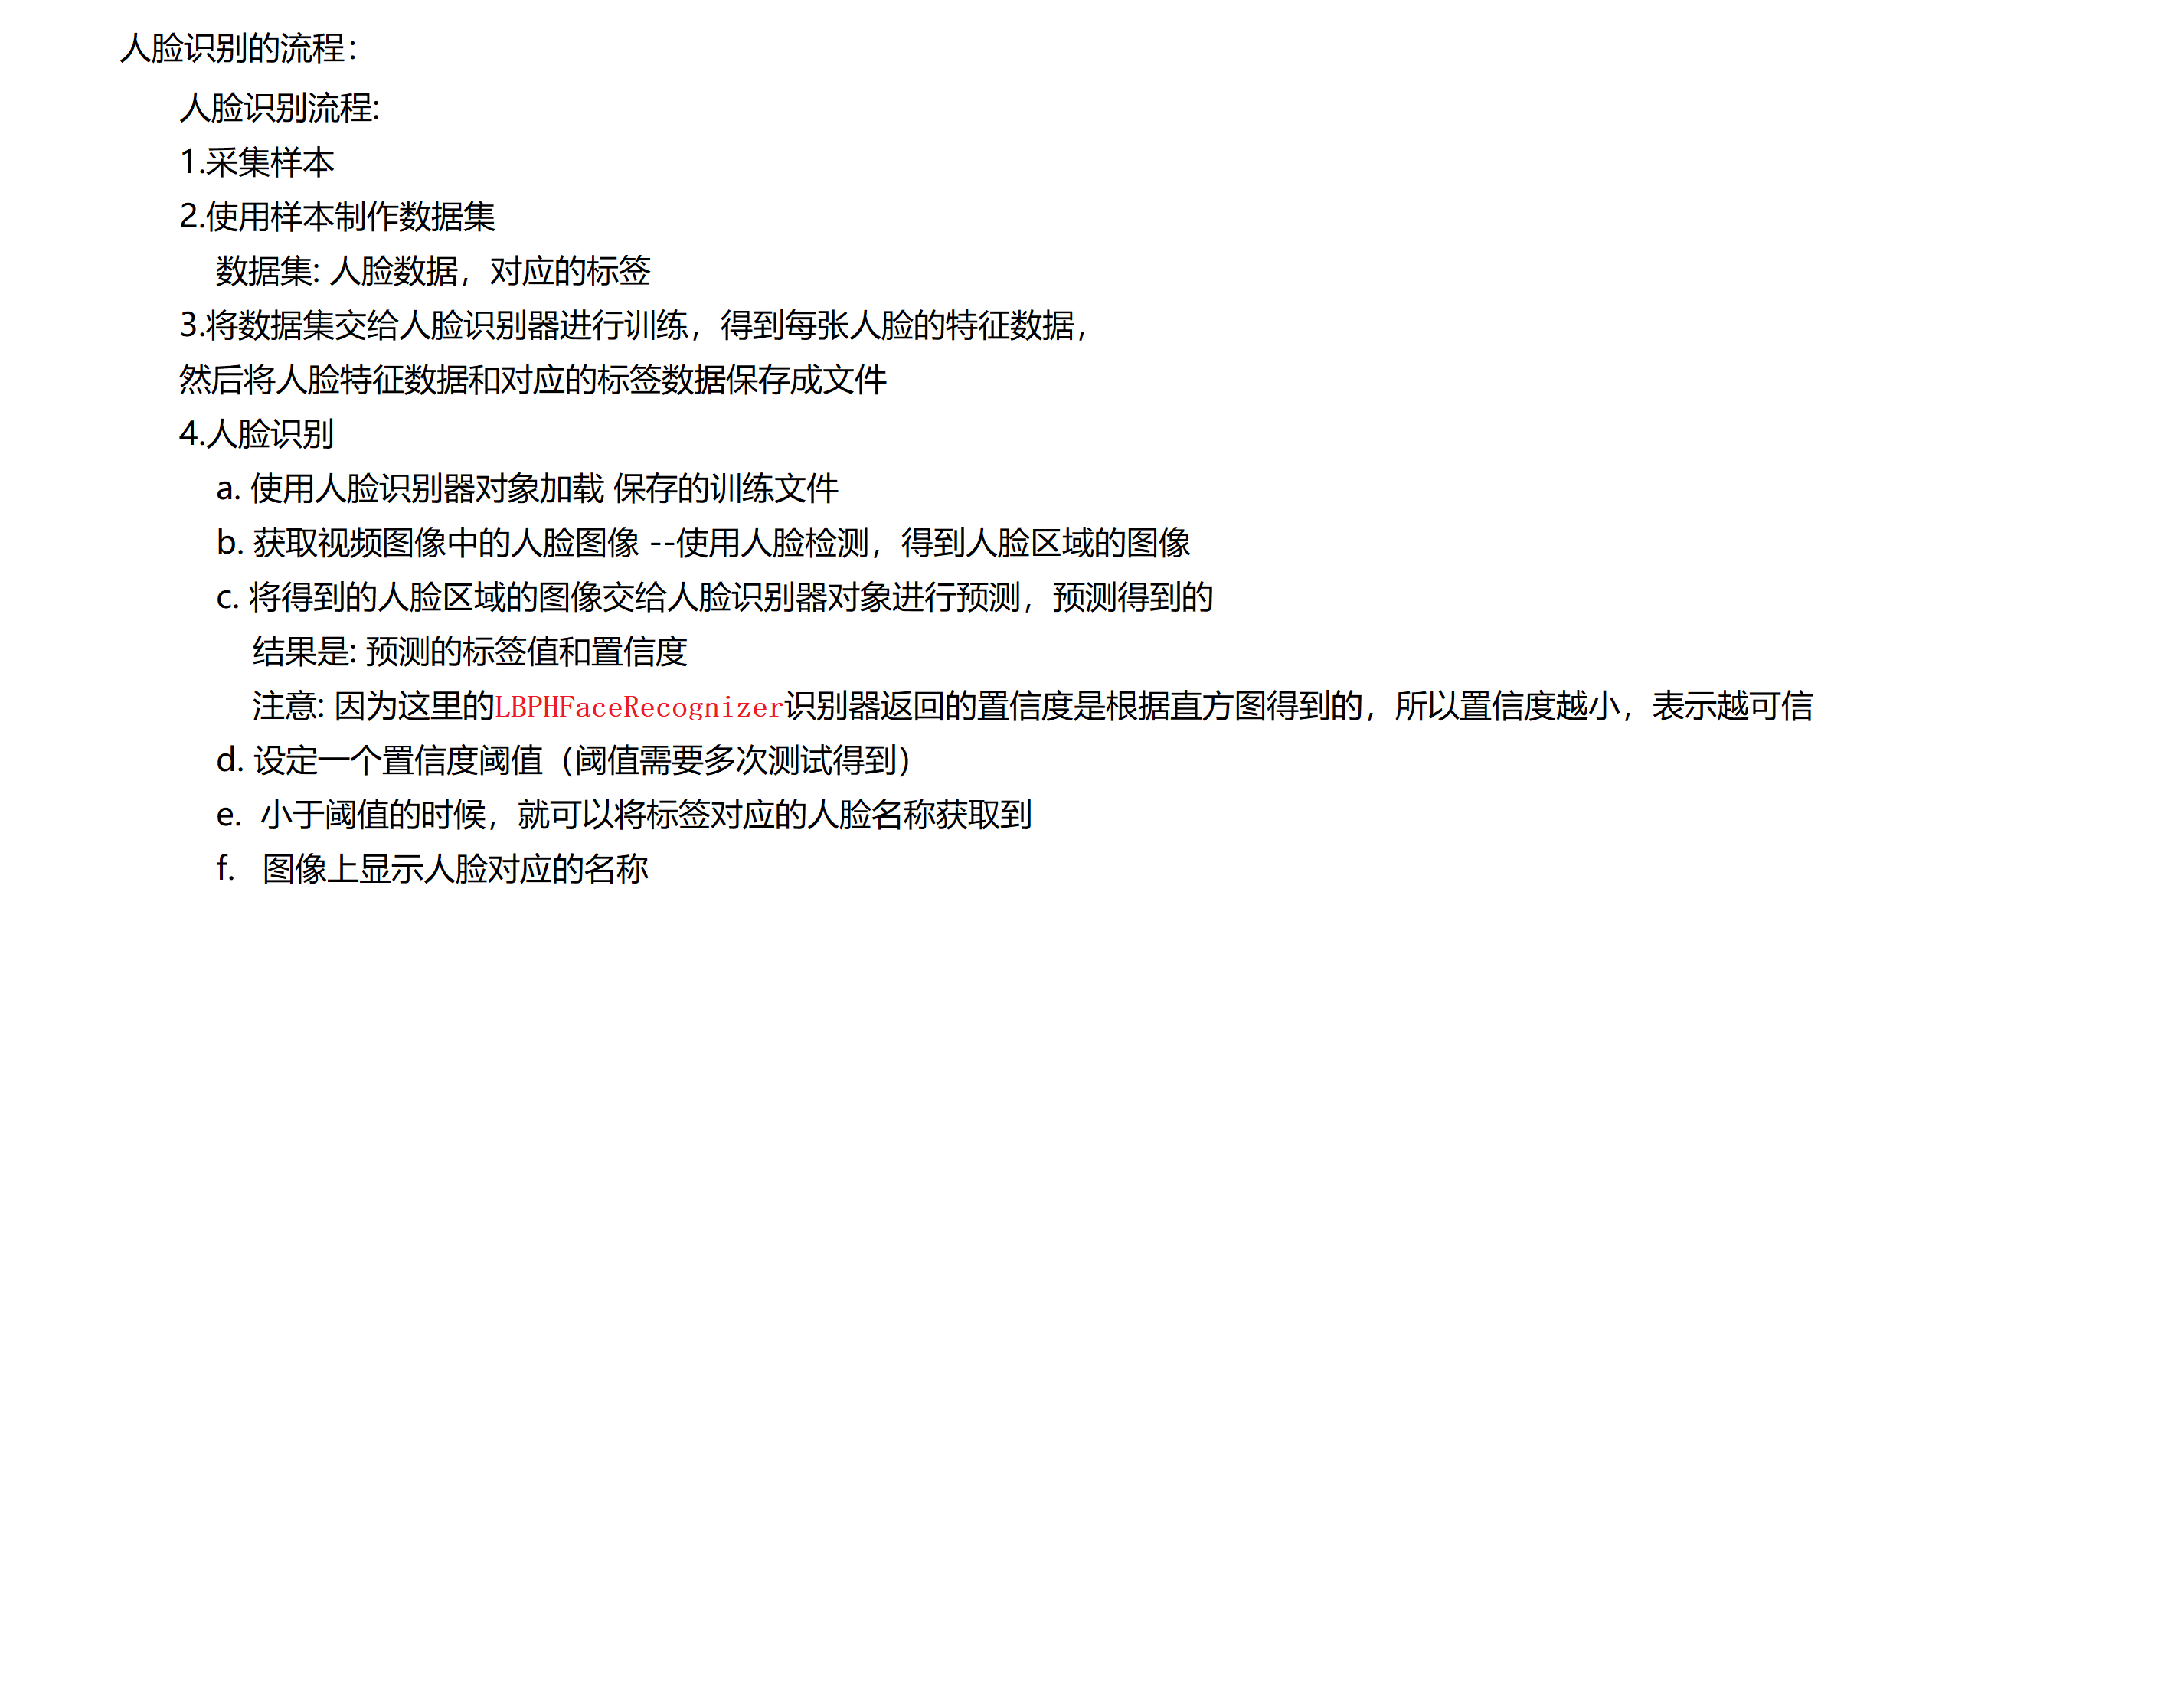 人脸识别的流程：
人脸识别流程:
1.采集样本
2.使用样本制作数据集
数据集: 人脸数据，对应的标签
3.将数据集交给人脸识别器进行训练，得到每张人脸的特征数据，
然后将人脸特征数据和对应的标签数据保存成文件
4.人脸识别
a. 使用人脸识别器对象加载 保存的训练文件
b. 获取视频图像中的人脸图像 --使用人脸检测，得到人脸区域的图像
c. 将得到的人脸区域的图像交给人脸识别器对象进行预测，预测得到的
结果是: 预测的标签值和置信度
注意: 因为这里的LBPHFaceRecognizer识别器返回的置信度是根据直方图得到的，所以置信度越小，表示越可信
d. 设定一个置信度阈值（阈值需要多次测试得到）
e. 小于阈值的时候，就可以将标签对应的人脸名称获取到
f. 图像上显示人脸对应的名称